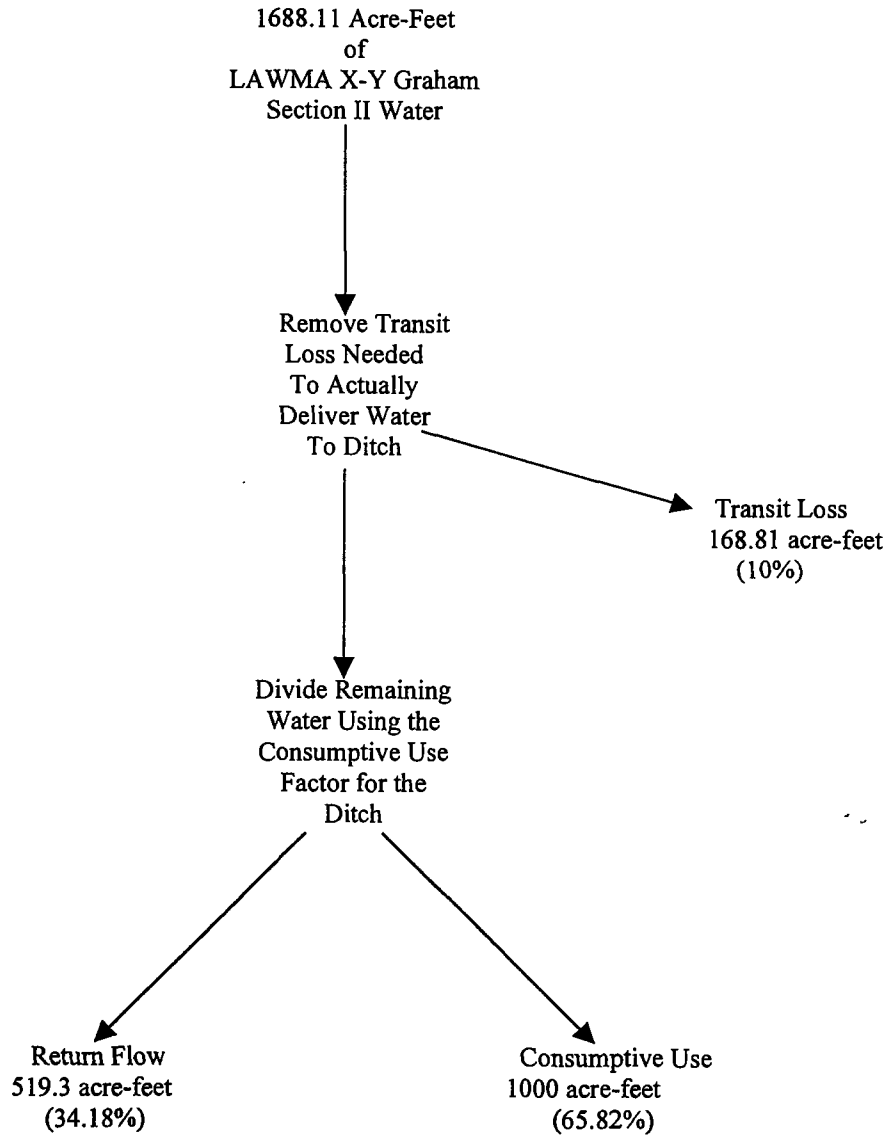 1688.11 Acre-Feet
of
LAWMA X-Y Graham
Section II Water
Remove Transit
Loss Needed
To Actually
Deliver Water
To Ditch
Transit Loss
168.81 acre-feet
(10%)
Divide Remaining
Water Using the
Consumptive Use
Factor for the
Ditch
Return Flow
519.3 acre-feet
(34.18%)
Consumptive Use
1000 acre-feet
(65.82%)